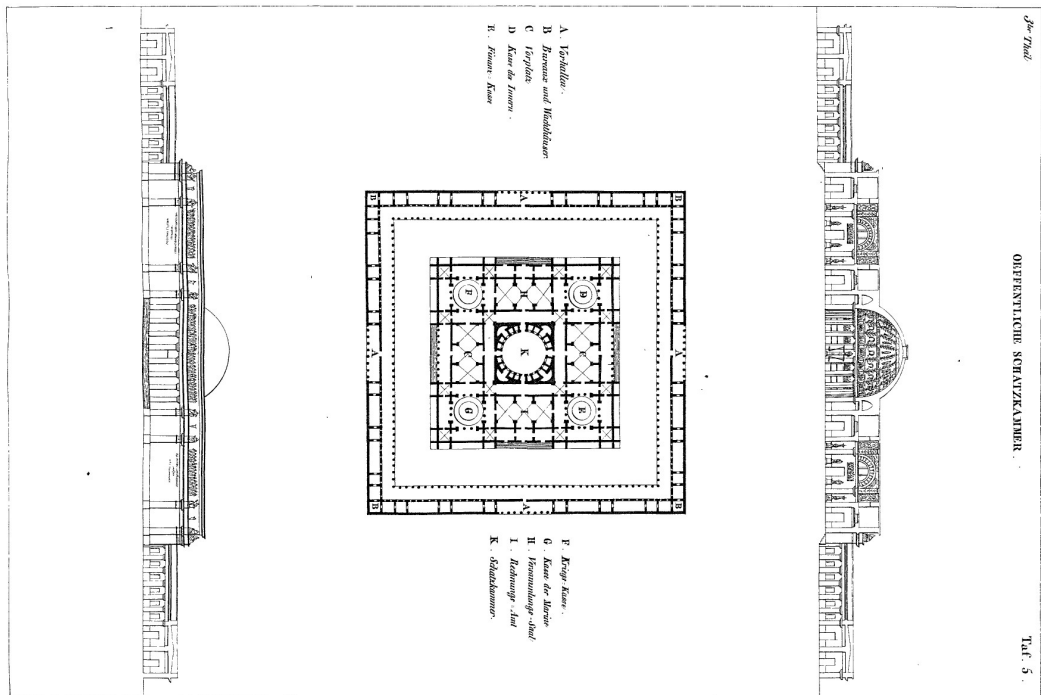 3te Theil.
Taf. 5.
OEFFENTLICHE SCHATZKAMMER.
A. Vorhallen.
B Bureaux und Wachthäuser.
C Vorplatz
D Kasse des Innern.
E. Finanz-Kasse
F. Kriegs-Kasse.
G. Kasse der Marine
H. Versammlungs-Saal
I. Rechnungs-Amt
K. Schatzkammer.
B
A
B
F
H
D
A
C
K
C
A
G
I
E
B
A
B